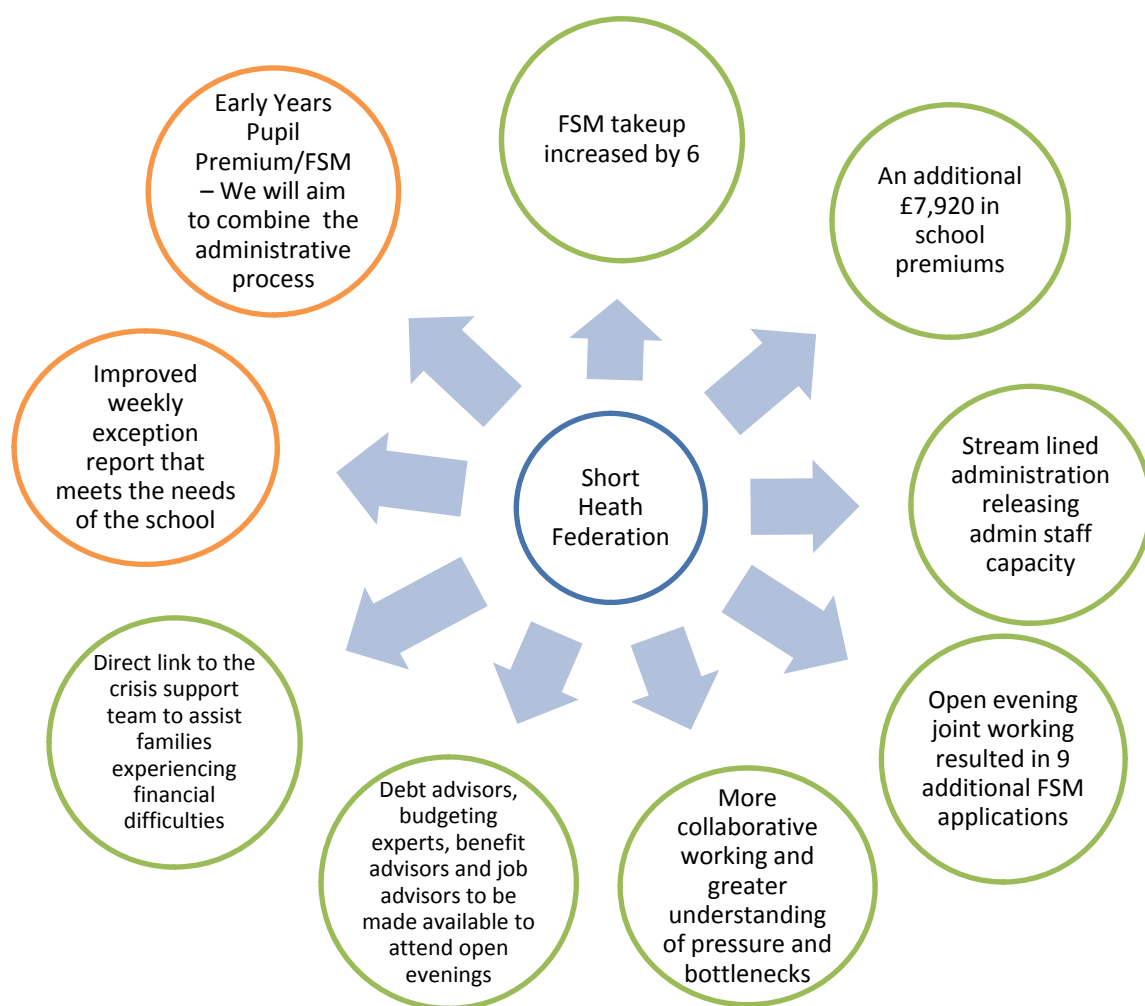 Early Years
Pupil
Premium/FSM
– We will aim
to combine the
administrative
process
FSM takeup
increased by 6
An additional
£7,920 in
school
premiums
Improved
weekly
exception
report that
meets the needs
of the school
Short
Heath
Federation
Stream lined
administration
releasing
admin staff
capacity
Direct link to the
crisis support
team to assist
families
experiencing
financial
difficulties
Debt advisors,
budgeting
experts, benefit
advisors and job
advisors to be
made available to
attend open
evenings
More
collaborative
working and
greater
understanding
of pressure and
bottlenecks
Open evening
joint working
resulted in 9
additional FSM
applications